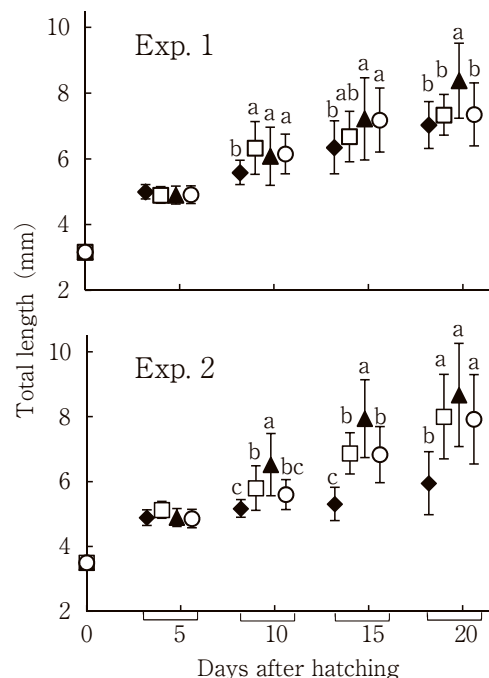 10
Exp. 1
8
6
4
2
b a a a
b ab a a
b b a b
Total length (mm)
10
Exp. 2
8
6
4
2
c b a bc
c b a b
b a a a
0 5 10 15 20
Days after hatching